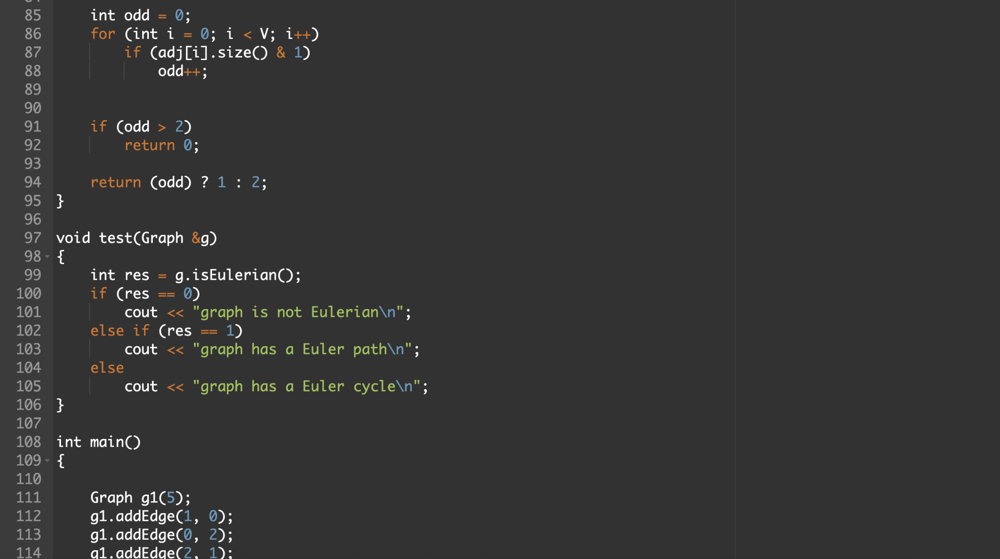 85 int odd = 0;
86 for (int i = 0; i < V; i++)
87 if (adj[i].size() & 1)
88 odd++;
89
90
91 if (odd > 2)
92 return 0;
93
94 return (odd) ? 1 : 2;
95 }
96
97 void test(Graph &g)
98 {
99 int res = g.isEulerian();
100 if (res == 0)
101 cout << "graph is not Eulerian\n";
102 else if (res == 1)
103 cout << "graph has a Euler path\n";
104 else
105 cout << "graph has a Euler cycle\n";
106 }
107
108 int main()
109 {
110
111 Graph g1(5);
112 g1.addEdge(1, 0);
113 g1.addEdge(0, 2);
114 g1.addEdge(2, 1);